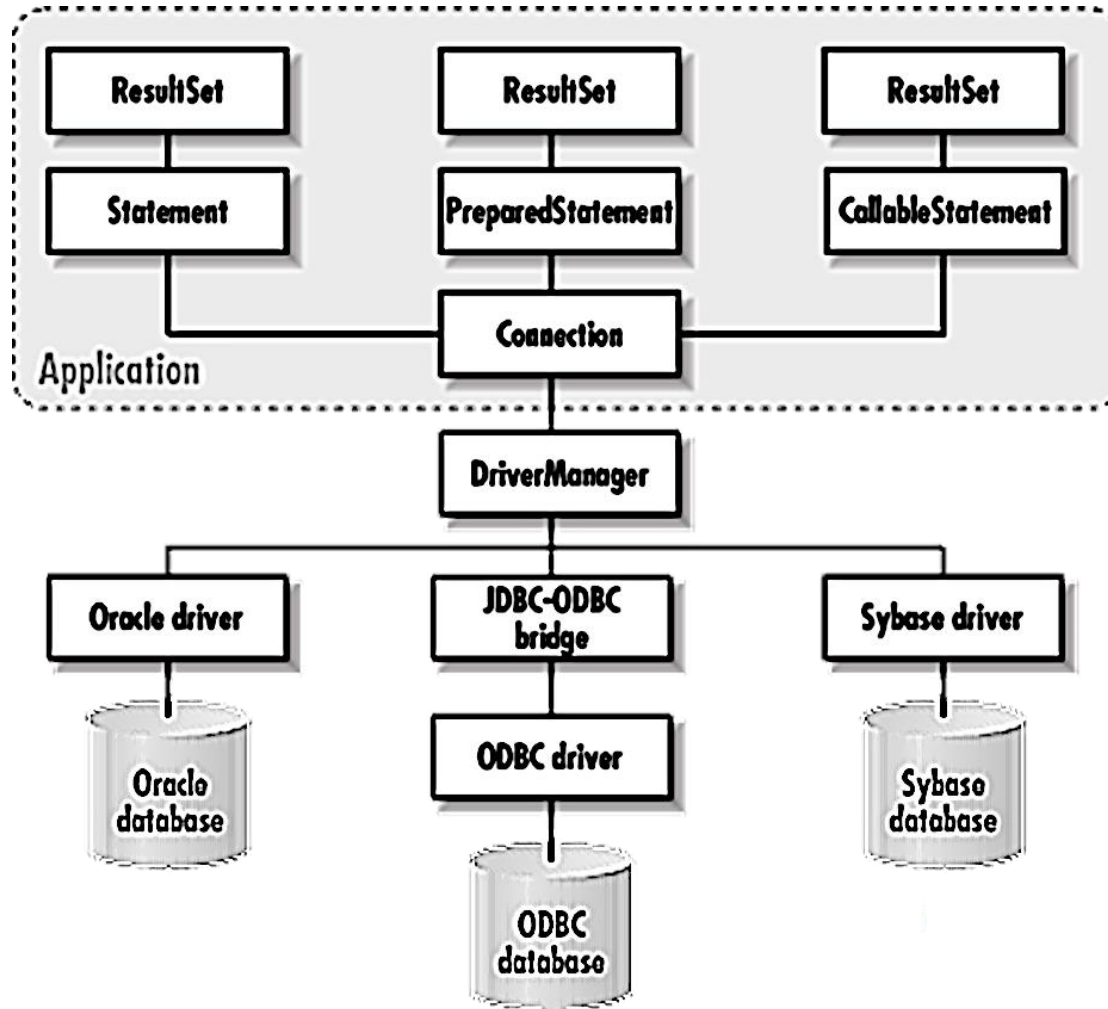 ResultSet
ResultSet
ResultSet
Statement
PreparedStatement
CallableStatement
Connection
Application
DriverManager
Oracle driver
JDBC-ODBC
bridge
Sybase driver
ODBC driver
Oracle
database
Sybase
database
ODBC
database